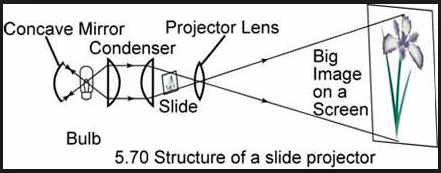 Concave Mirror
Condenser
Projector Lens
Slide
Bulb
Big
Image
on a
Screen
5.70 Structure of a slide projector